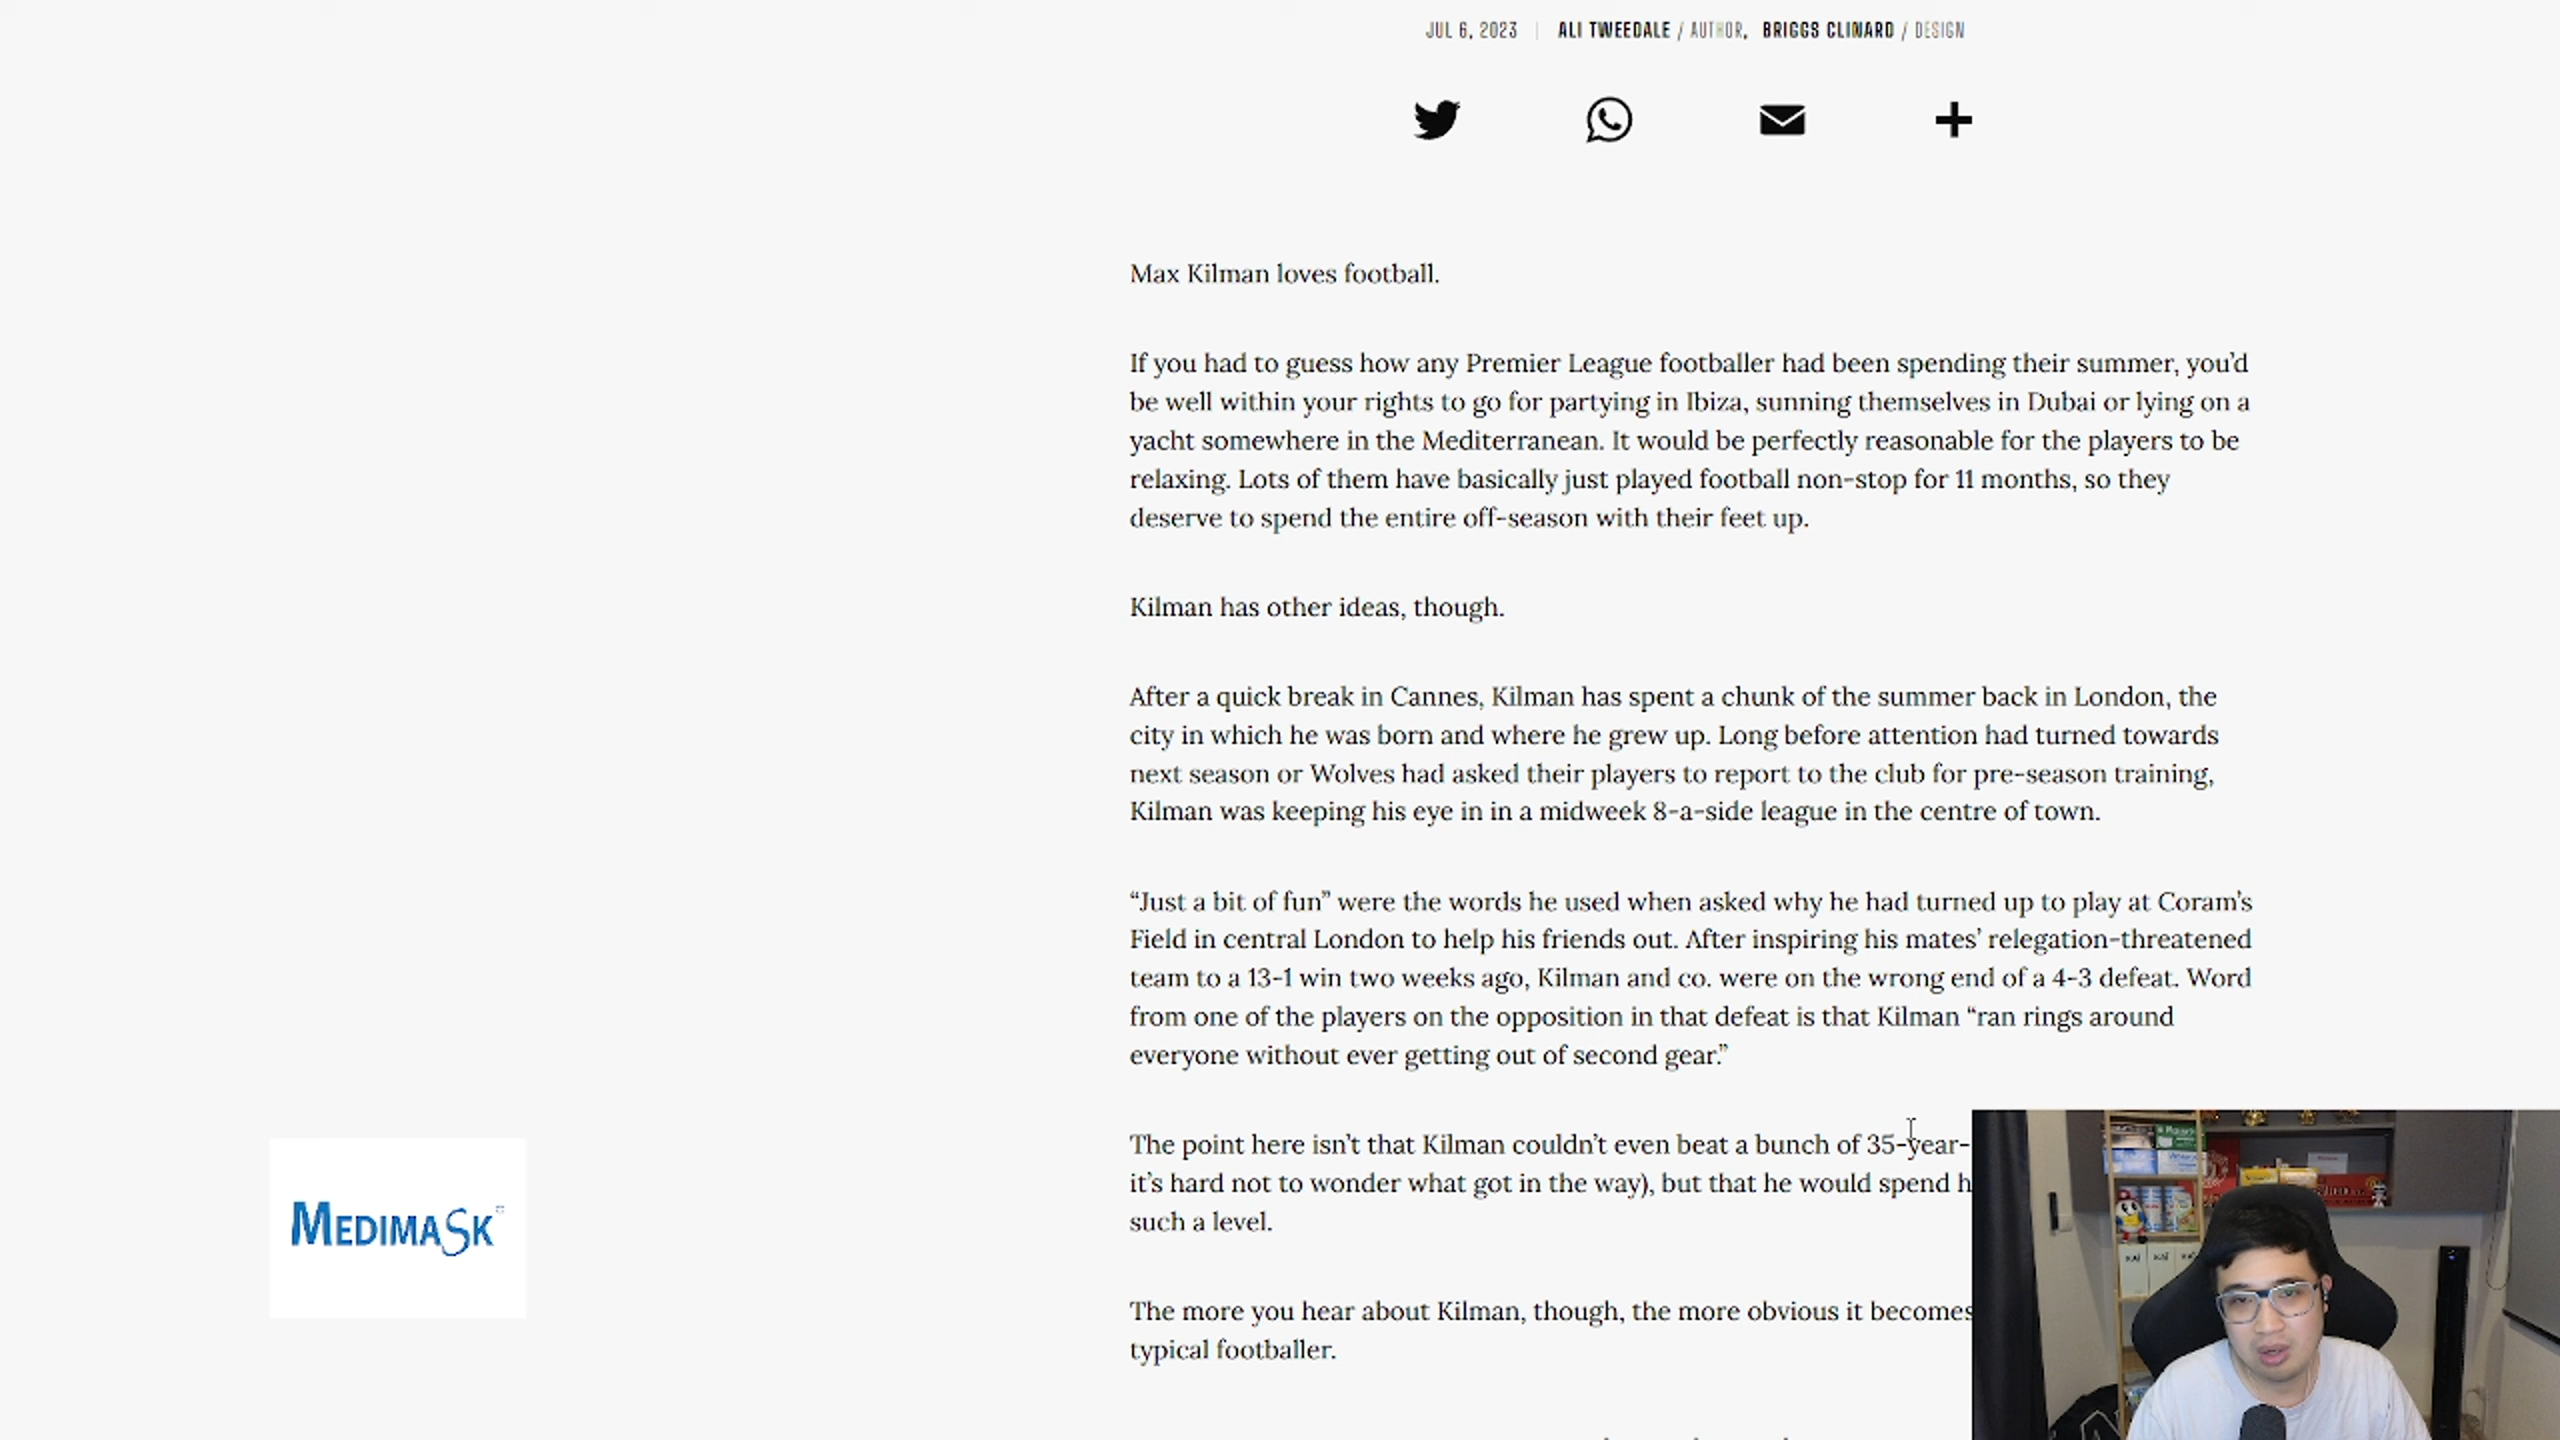 JUL 6, 2023 | ALI TWEEDALE / AUTHOR, BRIGGS CLINARD / DESIGN
Max Kilman loves football.
If you had to guess how any Premier League footballer had been spending their summer, you’d
be well within your rights to go for partying in Ibiza, sunning themselves in Dubai or lying on a
yacht somewhere in the Mediterranean. It would be perfectly reasonable for the players to be
relaxing. Lots of them have basically just played football non-stop for 11 months, so they
deserve to spend the entire off-season with their feet up.
Kilman has other ideas, though.
After a quick break in Cannes, Kilman has spent a chunk of the summer back in London, the
city in which he was born and where he grew up. Long before attention had turned towards
next season or Wolves had asked their players to report to the club for pre-season training,
Kilman was keeping his eye in in a midweek 8-a-side league in the centre of town.
“Just a bit of fun” were the words he used when asked why he had turned up to play at Coram’s
Field in central London to help his friends out. After inspiring his mates’ relegation-threatened
team to a 13-1 win two weeks ago, Kilman and co. were on the wrong end of a 4-3 defeat. Word
from one of the players on the opposition in that defeat is that Kilman “ran rings around
everyone without ever getting out of second gear.”
The point here isn’t that Kilman couldn’t even beat a bunch of 35-year-
it’s hard not to wonder what got in the way), but that he would spend h
such a level.
The more you hear about Kilman, though, the more obvious it becomes
typical footballer.
MEDIMASK